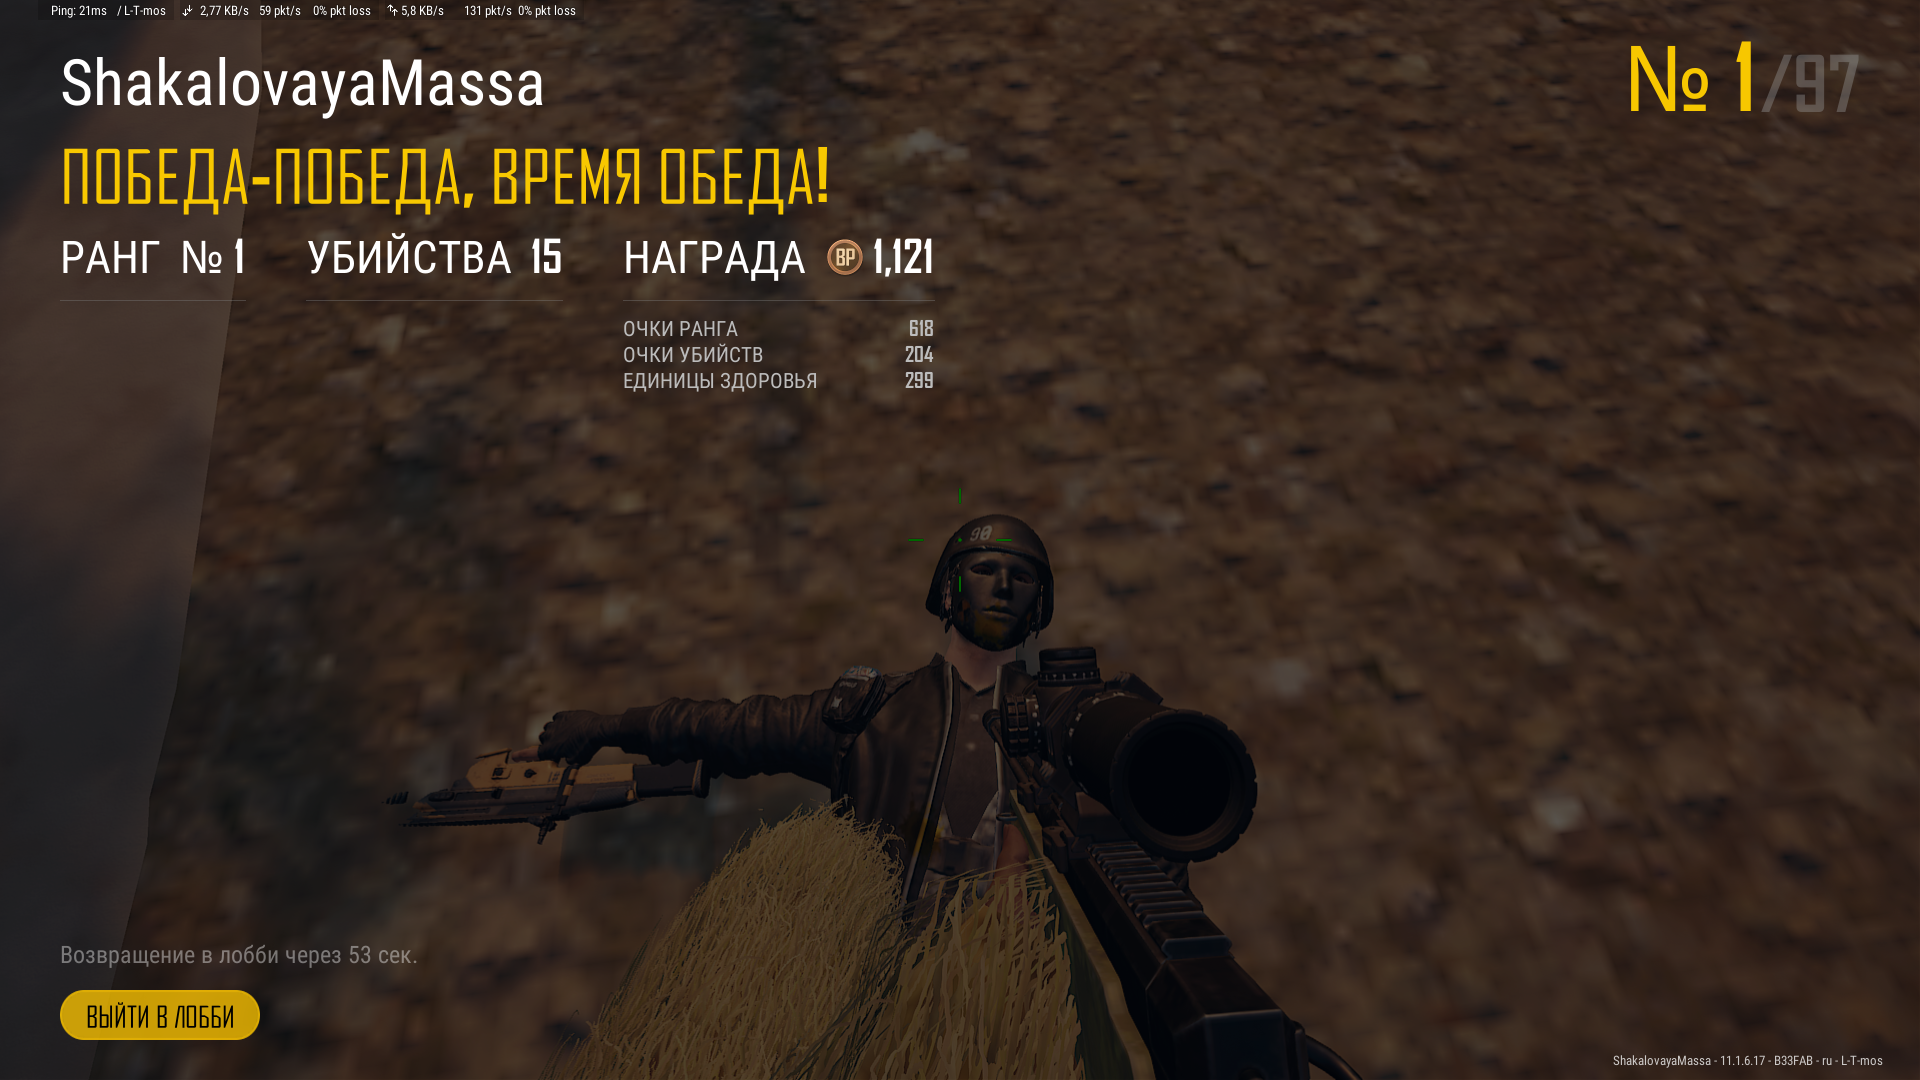 Ping: 21ms / L-T-mos 2,77 KB/s 59 pkt/s 0% pkt loss 5,8 KB/s 131 pkt/s 0% pkt loss
ShakalovayaMassa
№ 1/97
ПОБЕДА-ПОБЕДА, ВРЕМЯ ОБЕДА!
РАНГ № 1 УБИЙСТВА 15 НАГРАДА BP 1,121
ОЧКИ РАНГА 618
ОЧКИ УБИЙСТВ 204
ЕДИНИЦЫ ЗДОРОВЬЯ 299
90
Возвращение в лобби через 53 сек.
ВЫЙТИ В ЛОББИ
ShakalovayaMassa - 11.1.6.17 - B33FAB - ru - L-T-mos